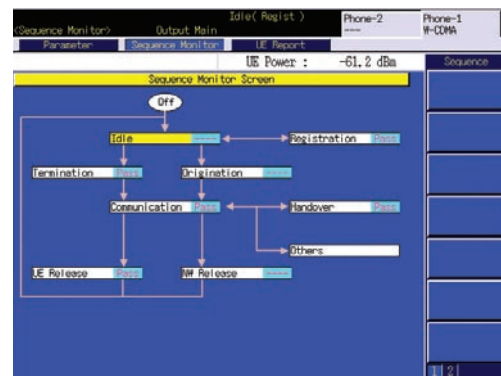 Idle( Regist )
Phone-2
Phone-1
<Sequence Monitor>
Output Main
----
W-CDMA
Parameter
Sequence Monitor
UE Report
UE Power : -61.2 dBm
Sequence
Sequence Monitor Screen
Off
Idle ----
Registration Pass
Termination Pass
Origination ----
Communication Pass
Handover Pass
Others
UE Release Pass
NW Release ----
1 2